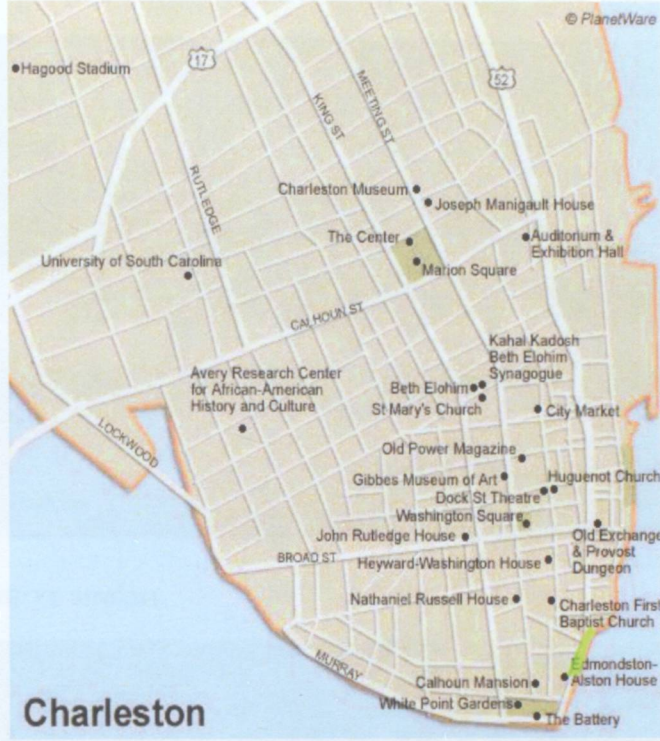 © PlanetWare
Hagood Stadium
17
52
KING ST
MEETING ST
RUTLEDGE
Charleston Museum
Joseph Manigault House
The Center
Auditorium &
Exhibition Hall
University of South Carolina
Marion Square
CALHOUN ST.
Kahal Kadosh
Beth Elohim
Synagogue
Avery Research Center
for African-American
History and Culture
Beth Elohim
St Mary's Church
City Market
LOCKWOOD
Old Power Magazine
Gibbes Museum of Art
Huguenot Church
Dock St Theatre
Washington Square
John Rutledge House
Old Exchange
& Provost
Dungeon
BROAD ST
Heyward-Washington House
Nathaniel Russell House
Charleston First
Baptist Church
MURRAY
Edmondston-
Alston House
Calhoun Mansion
White Point Gardens
The Battery
Charleston